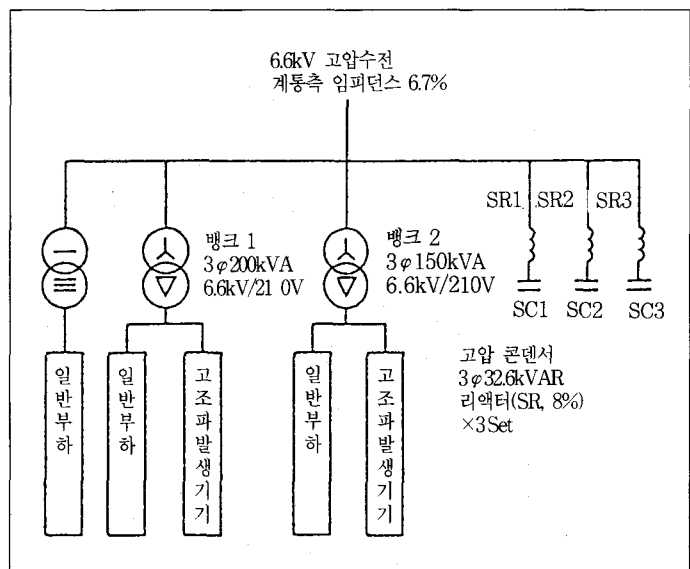 6.6kV 고압수전
계통측 임피던스 6.7%
SR1 SR2 SR3
뱅크 1
3φ200kVA
6.6kV/21 0V
뱅크 2
3φ150kVA
6.6kV/210V
SC1 SC2 SC3
고압 콘덴서
3φ32.6kVAR
리액터(SR, 8%)
×3Set
일반부하
일반부하
고조파발생기기
일반부하
고조파발생기기